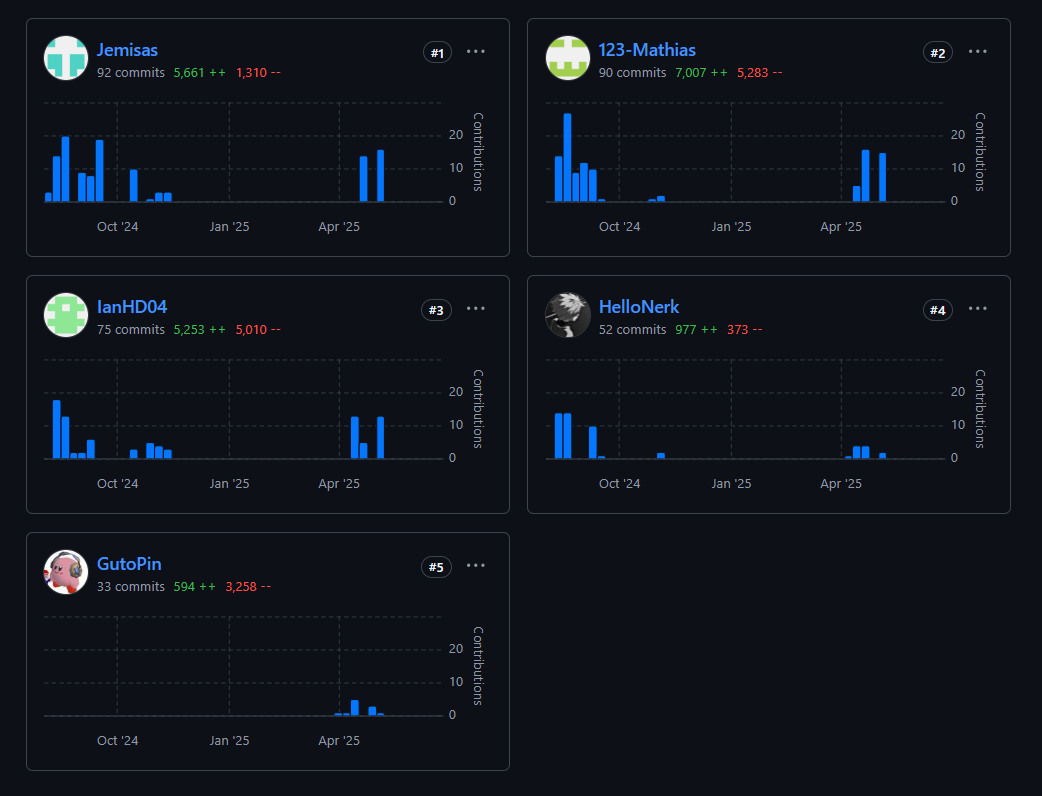 Jemisas #1 ...
92 commits 5,661 ++ 1,310 --
20
10
0
Contributions
Oct '24 Jan '25 Apr '25
123-Mathias #2 ...
90 commits 7,007 ++ 5,283 --
20
10
0
Contributions
Oct '24 Jan '25 Apr '25
IanHD04 #3 ...
75 commits 5,253 ++ 5,010 --
20
10
0
Contributions
Oct '24 Jan '25 Apr '25
HelloNerk #4 ...
52 commits 977 ++ 373 --
20
10
0
Contributions
Oct '24 Jan '25 Apr '25
GutoPin #5 ...
33 commits 594 ++ 3,258 --
20
10
0
Contributions
Oct '24 Jan '25 Apr '25